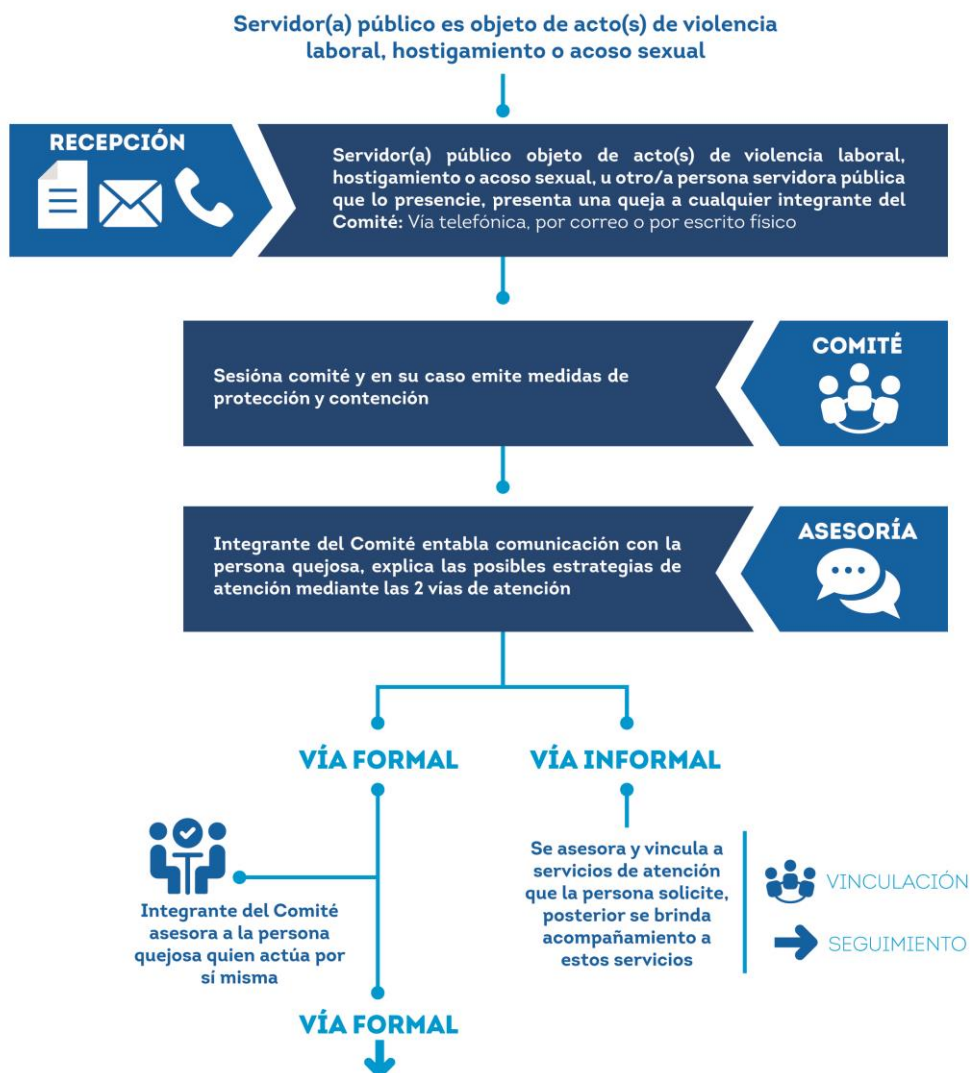 Servidor(a) público es objeto de acto(s) de violencia
laboral, hostigamiento o acoso sexual
RECEPCIÓN
Servidor(a) público objeto de acto(s) de violencia laboral,
hostigamiento o acoso sexual, u otro/a persona servidora pública
que lo presencie, presenta una queja a cualquier integrante del
Comité: Vía telefónica, por correo o por escrito físico
COMITÉ
Sesióna comité y en su caso emite medidas de
protección y contención
ASESORÍA
Integrante del Comité entabla comunicación con la
persona quejosa, explica las posibles estrategias de
atención mediante las 2 vías de atención
VÍA FORMAL
VÍA INFORMAL
Integrante del Comité
asesora a la persona
quejosa quien actúa por
sí misma
Se asesora y vincula a
servicios de atención
que la persona solicite,
posterior se brinda
acompañamiento a
estos servicios
VINCULACIÓN
SEGUIMIENTO
VÍA FORMAL